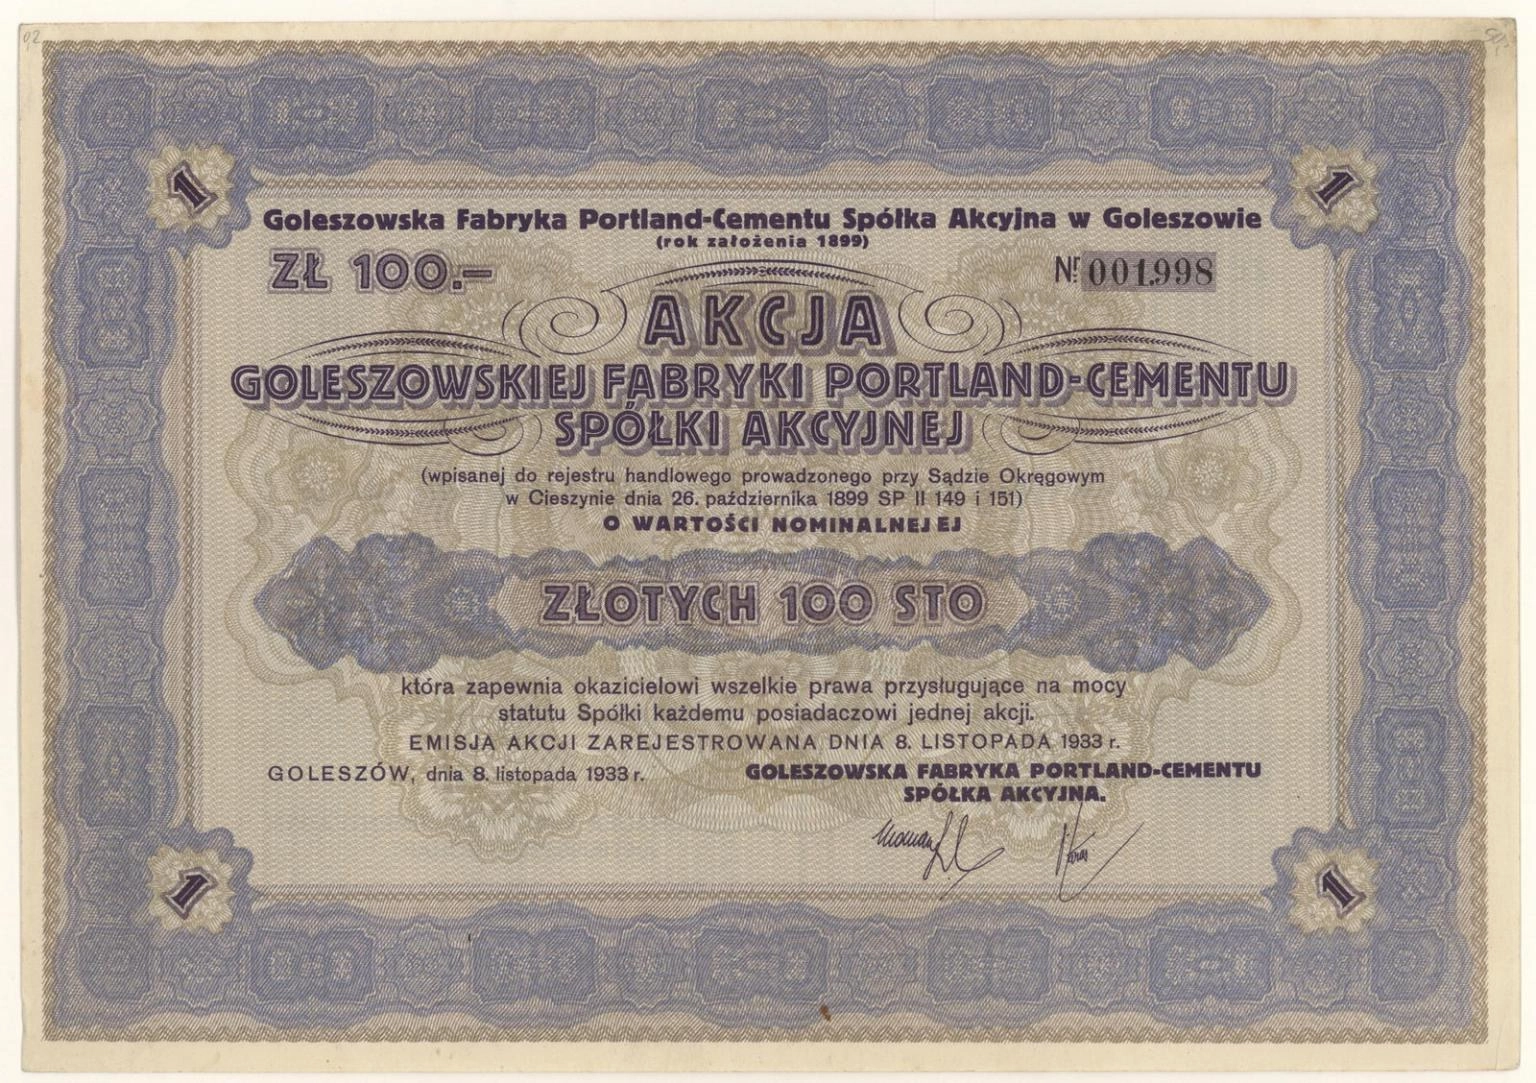 1
1
Goleszowska Fabryka Portland-Cementu Spółka Akcyjna w Goleszowie
(rok założenia 1899)
ZŁ 100.—
Nr 001.998
AKCJA
GOLESZOWSKIEJ FABRYKI PORTLAND-CEMENTU
SPÓŁKI AKCYJNEJ
(wpisanej do rejestru handlowego prowadzonego przy Sądzie Okręgowym
w Cieszynie dnia 26. października 1899 SP II 149 i 151)
O WARTOŚCI NOMINALNEJ EJ
ZŁOTYCH 100 STO
która zapewnia okazicielowi wszelkie prawa przysługujące na mocy
statutu Spółki każdemu posiadaczowi jednej akcji.
EMISJA AKCJI ZAREJESTROWANA DNIA 8. LISTOPADA 1933 r.
GOLESZÓW, dnia 8. listopada 1933 r.
GOLESZOWSKA FABRYKA PORTLAND-CEMENTU
SPÓŁKA AKCYJNA.
1
1